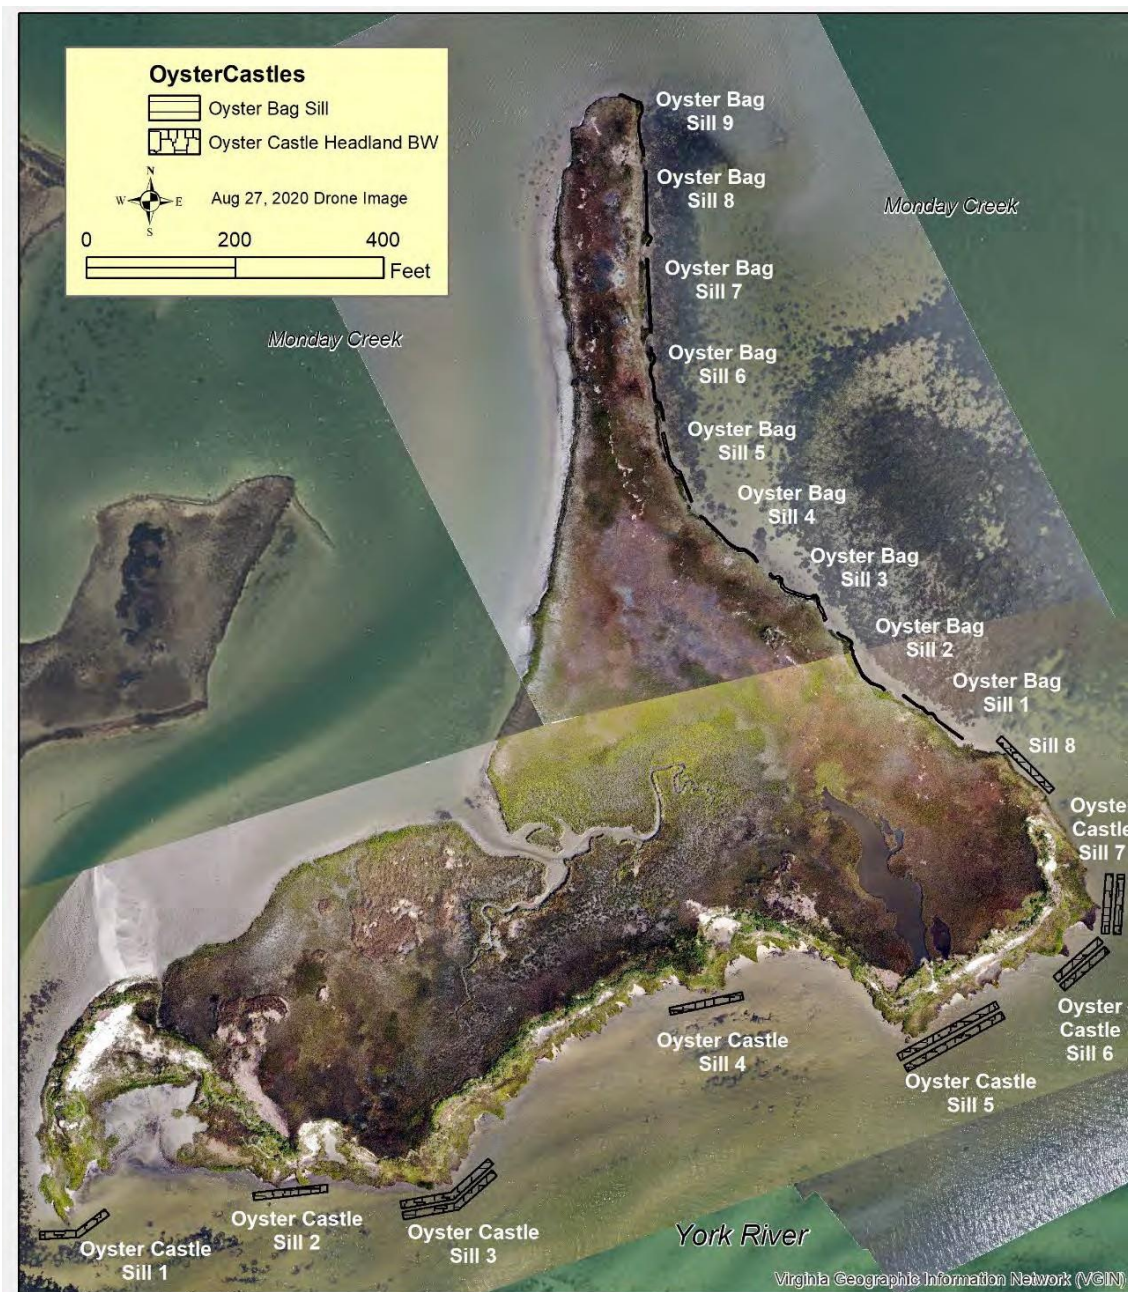 OysterCastles
Oyster Bag Sill
Oyster Castle Headland BW
N
W E
S
Aug 27, 2020 Drone Image
0 200 400
Feet
Oyster Bag
Sill 9
Oyster Bag
Sill 8
Monday Creek
Oyster Bag
Sill 7
Monday Creek
Oyster Bag
Sill 6
Oyster Bag
Sill 5
Oyster Bag
Sill 4
Oyster Bag
Sill 3
Oyster Bag
Sill 2
Oyster Bag
Sill 1
Sill 8
Oyste
Castle
Sill 7
Oyster
Castle
Sill 6
Oyster Castle
Sill 4
Oyster Castle
Sill 5
Oyster Castle
Sill 2
Oyster Castle
Sill 3
Oyster Castle
Sill 1
York River
Virginia Geographic Information Network (VGIN)